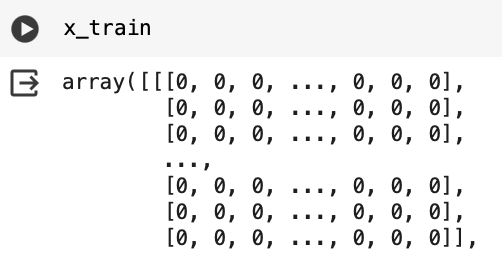 x_train
array([[[0, 0, 0, ..., 0, 0, 0],
[0, 0, 0, ..., 0, 0, 0],
[0, 0, 0, ..., 0, 0, 0],
...,
[0, 0, 0, ..., 0, 0, 0],
[0, 0, 0, ..., 0, 0, 0],
[0, 0, 0, ..., 0, 0, 0]],